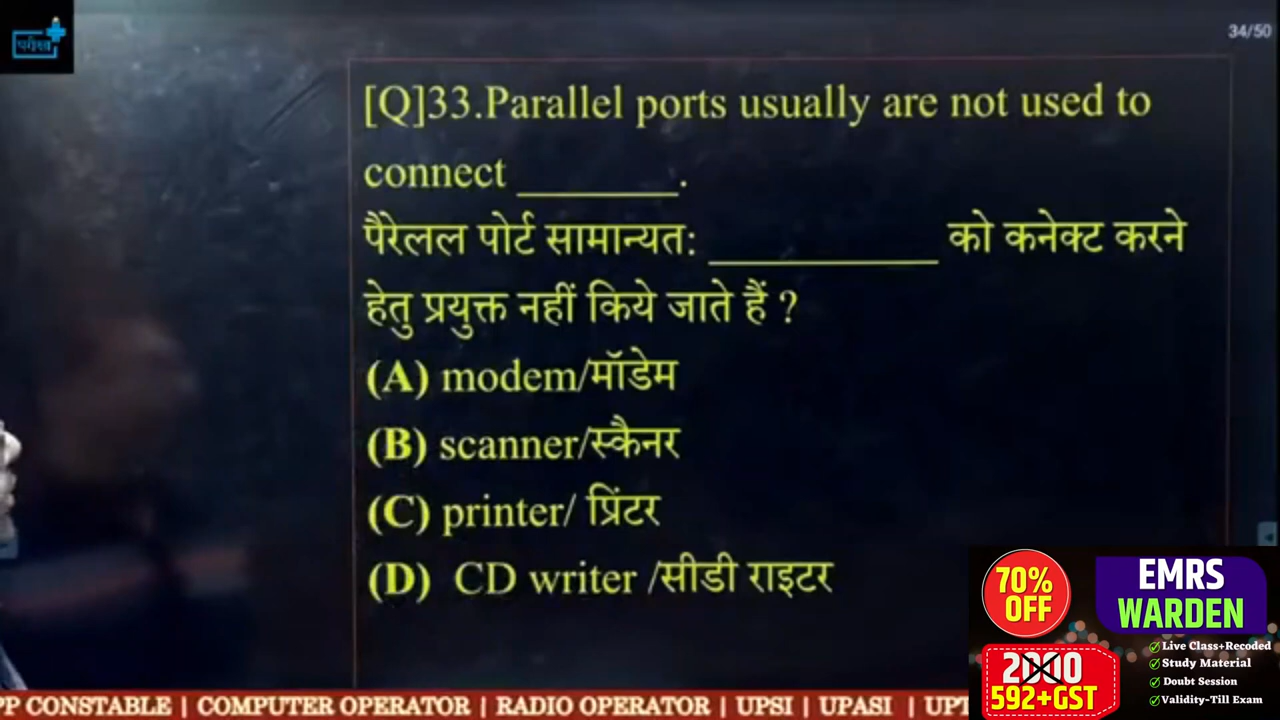 परीक्षा
34/50
[Q]33.Parallel ports usually are not used to
connect ________.
पैरेलल पोर्ट सामान्यत: ____________ को कनेक्ट करने
हेतु प्रयुक्त नहीं किये जाते हैं ?
(A) modem/मॉडेम
(B) scanner/स्कैनर
(C) printer/ प्रिंटर
(D) CD writer /सीडी राइटर
70%
OFF
EMRS
WARDEN
2000
592+GST
Live Class+Recoded
Study Material
Doubt Session
Validity-Till Exam
PP CONSTABLE | COMPUTER OPERATOR | RADIO OPERATOR | UPSI | UPASI | UPT